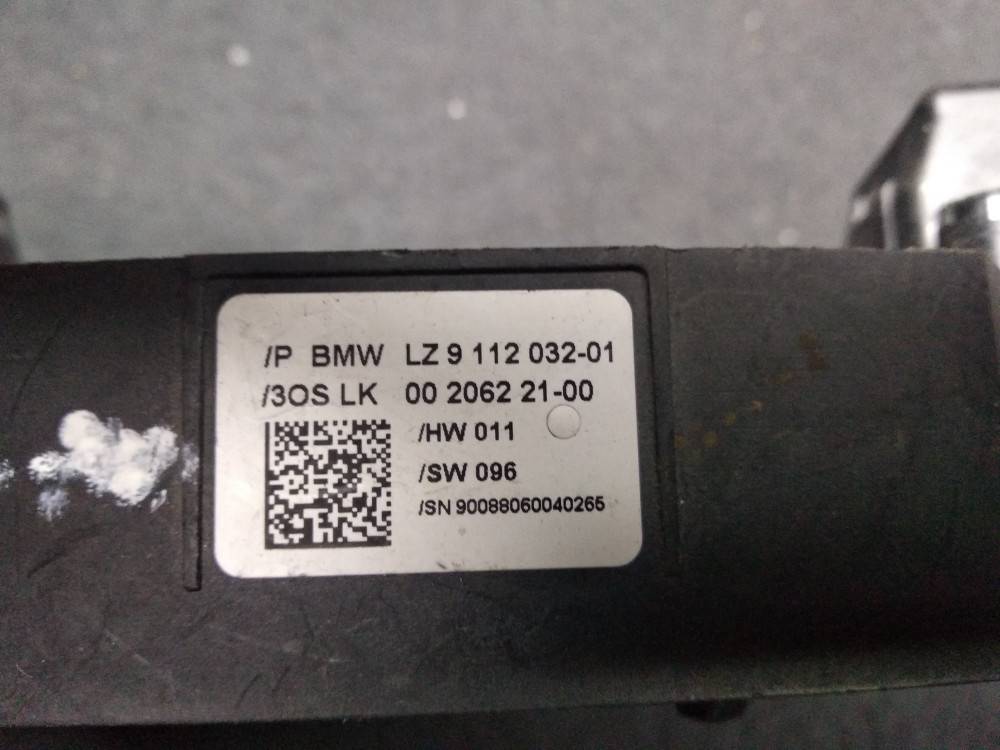 /P BMW LZ 9 112 032-01
/3OS LK 00 2062 21-00
/HW 011
/SW 096
/SN 90088060040265